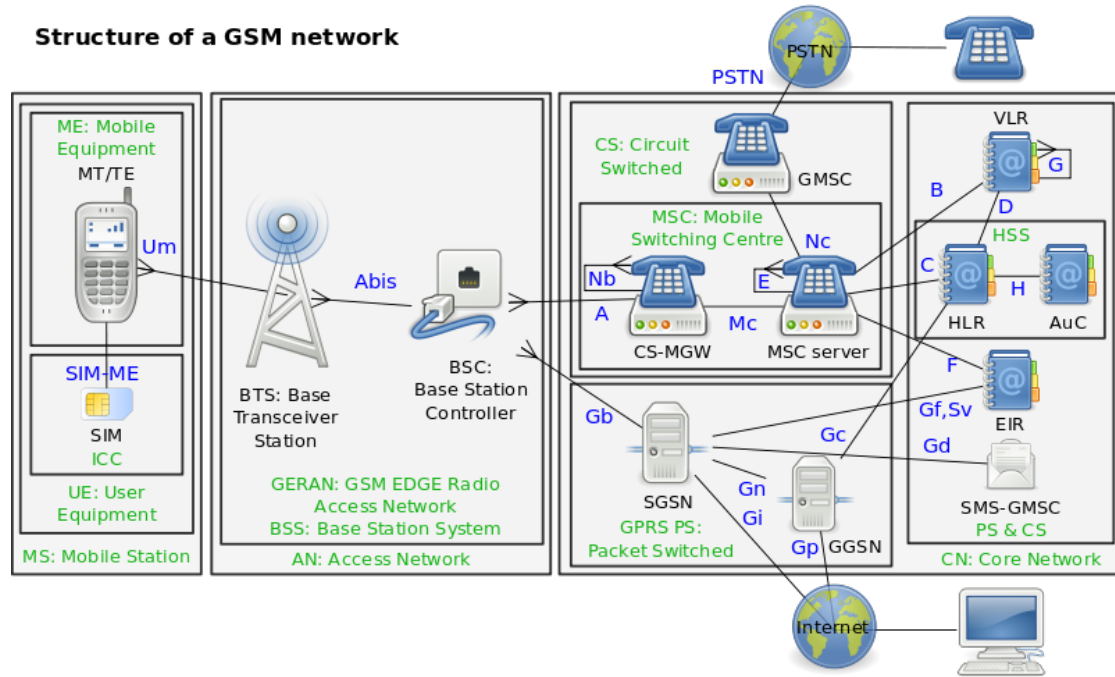 Structure of a GSM network
PSTN
PSTN
ME: Mobile
Equipment
MT/TE
Um
SIM-ME
SIM
ICC
UE: User
Equipment
MS: Mobile Station
Abis
BTS: Base
Transceiver
Station
BSC:
Base Station
Controller
GERAN: GSM EDGE Radio
Access Network
BSS: Base Station System
AN: Access Network
CS: Circuit
Switched
GMSC
MSC: Mobile
Switching Centre
Nc
Nb
E
A
Mc
CS-MGW
MSC server
VLR
G
B
D
HSS
C
H
HLR
AuC
F
Gb
Gf,Sv
EIR
Gc
Gd
Gn
SGSN
Gi
SMS-GMSC
PS & CS
GPRS PS:
Packet Switched
Gp
GGSN
CN: Core Network
Internet